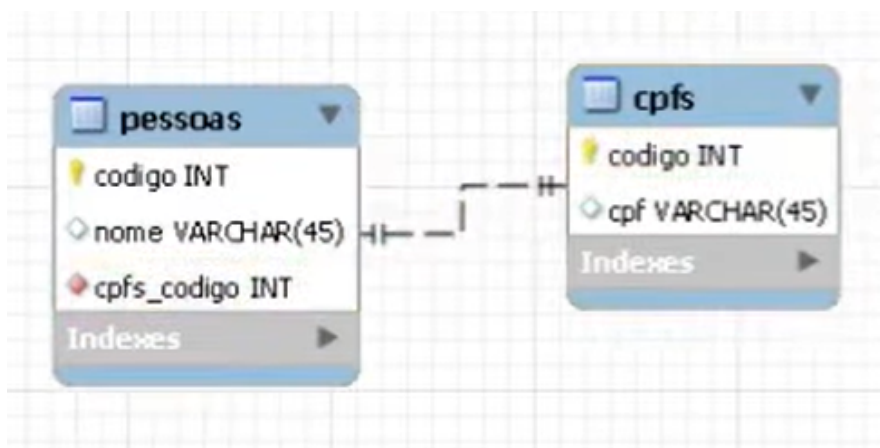 pessoas
codigo INT
nome VARCHAR(45)
cpfs_codigo INT
Indexes
cpfs
codigo INT
cpf VARCHAR(45)
Indexes